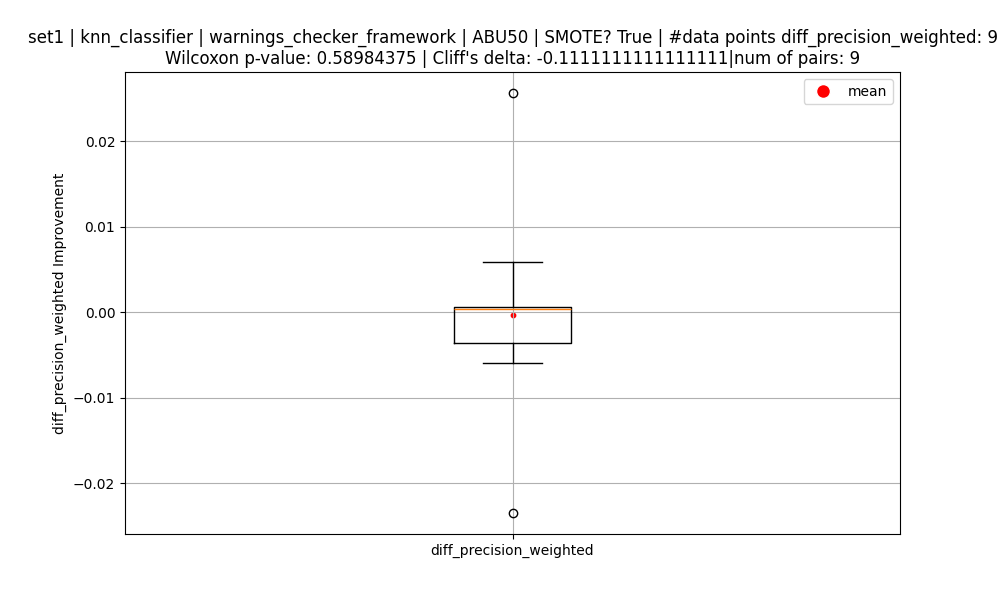 set1 | knn_classifier | warnings_checker_framework | ABU50 | SMOTE? True | #data points diff_precision_weighted: 9
Wilcoxon p-value: 0.58984375 | Cliff's delta: -0.1111111111111111|num of pairs: 9
mean
0.02
0.01
0.00
−0.01
−0.02
diff_precision_weighted Improvement
diff_precision_weighted